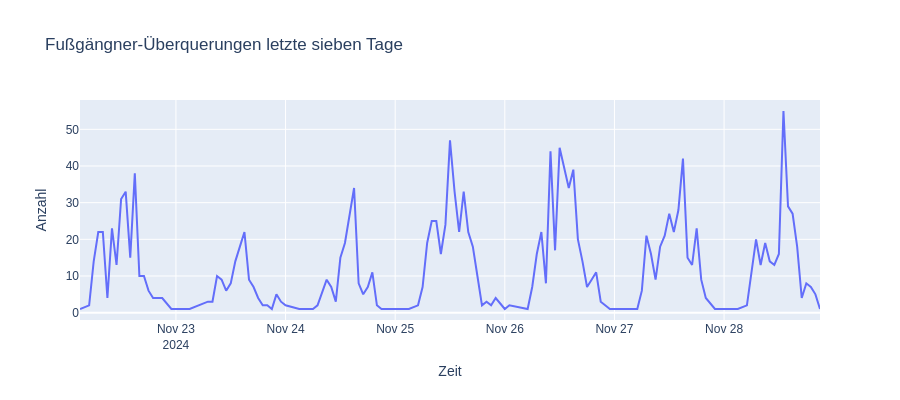 Fußgängner-Überquerungen letzte sieben Tage
50
40
30
20
10
0
Anzahl
Nov 23 Nov 24 Nov 25 Nov 26 Nov 27 Nov 28
2024
Zeit